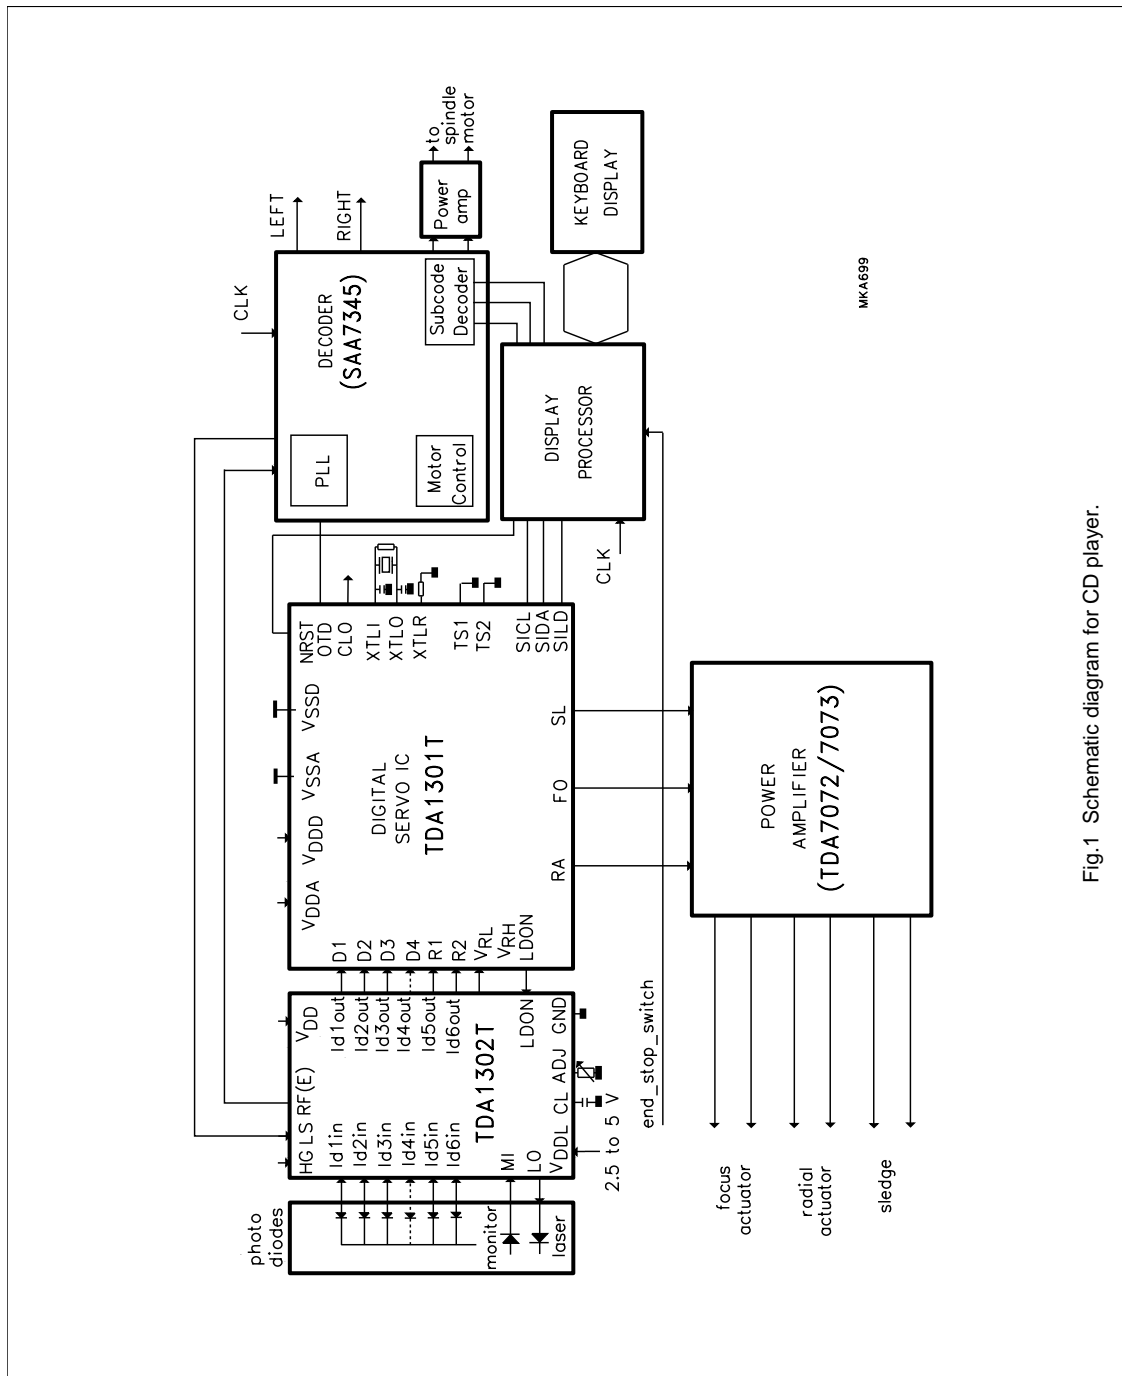 photo
diodes
monitor
laser
HG
LS
RF(E)
VDD
Id1in
Id2in
Id3in
Id4in
Id5in
Id6in
Id1out
Id2out
Id3out
Id4out
Id5out
Id6out
TDA1302T
MI
LO
LDON
VDDL
CL
ADJ
GND
2.5 to 5 V
VDDA
VDDD
VSSA
VSSD
D1
D2
D3
D4
R1
R2
VRL
VRH
LDON
DIGITAL
SERVO IC
TDA1301T
RA
FO
SL
NRST
OTD
CLO
XTLI
XTLO
XTLR
TS1
TS2
SICL
SIDA
SILD
CLK
DECODER
(SAA7345)
PLL
Motor
Control
Subcode
Decoder
LEFT
RIGHT
Power
amp
to
spindle
motor
CLK
DISPLAY
PROCESSOR
KEYBOARD
DISPLAY
end_stop_switch
POWER
AMPLIFIER
(TDA7072/7073)
focus
actuator
radial
actuator
sledge
MKA699
Fig.1 Schematic diagram for CD player.